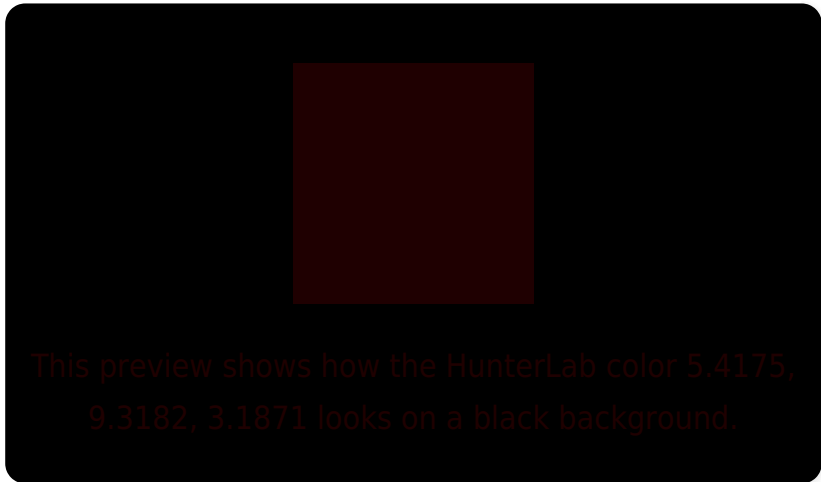 This preview shows how the HunterLab color 5.4175,
9.3182, 3.1871 looks on a black background.